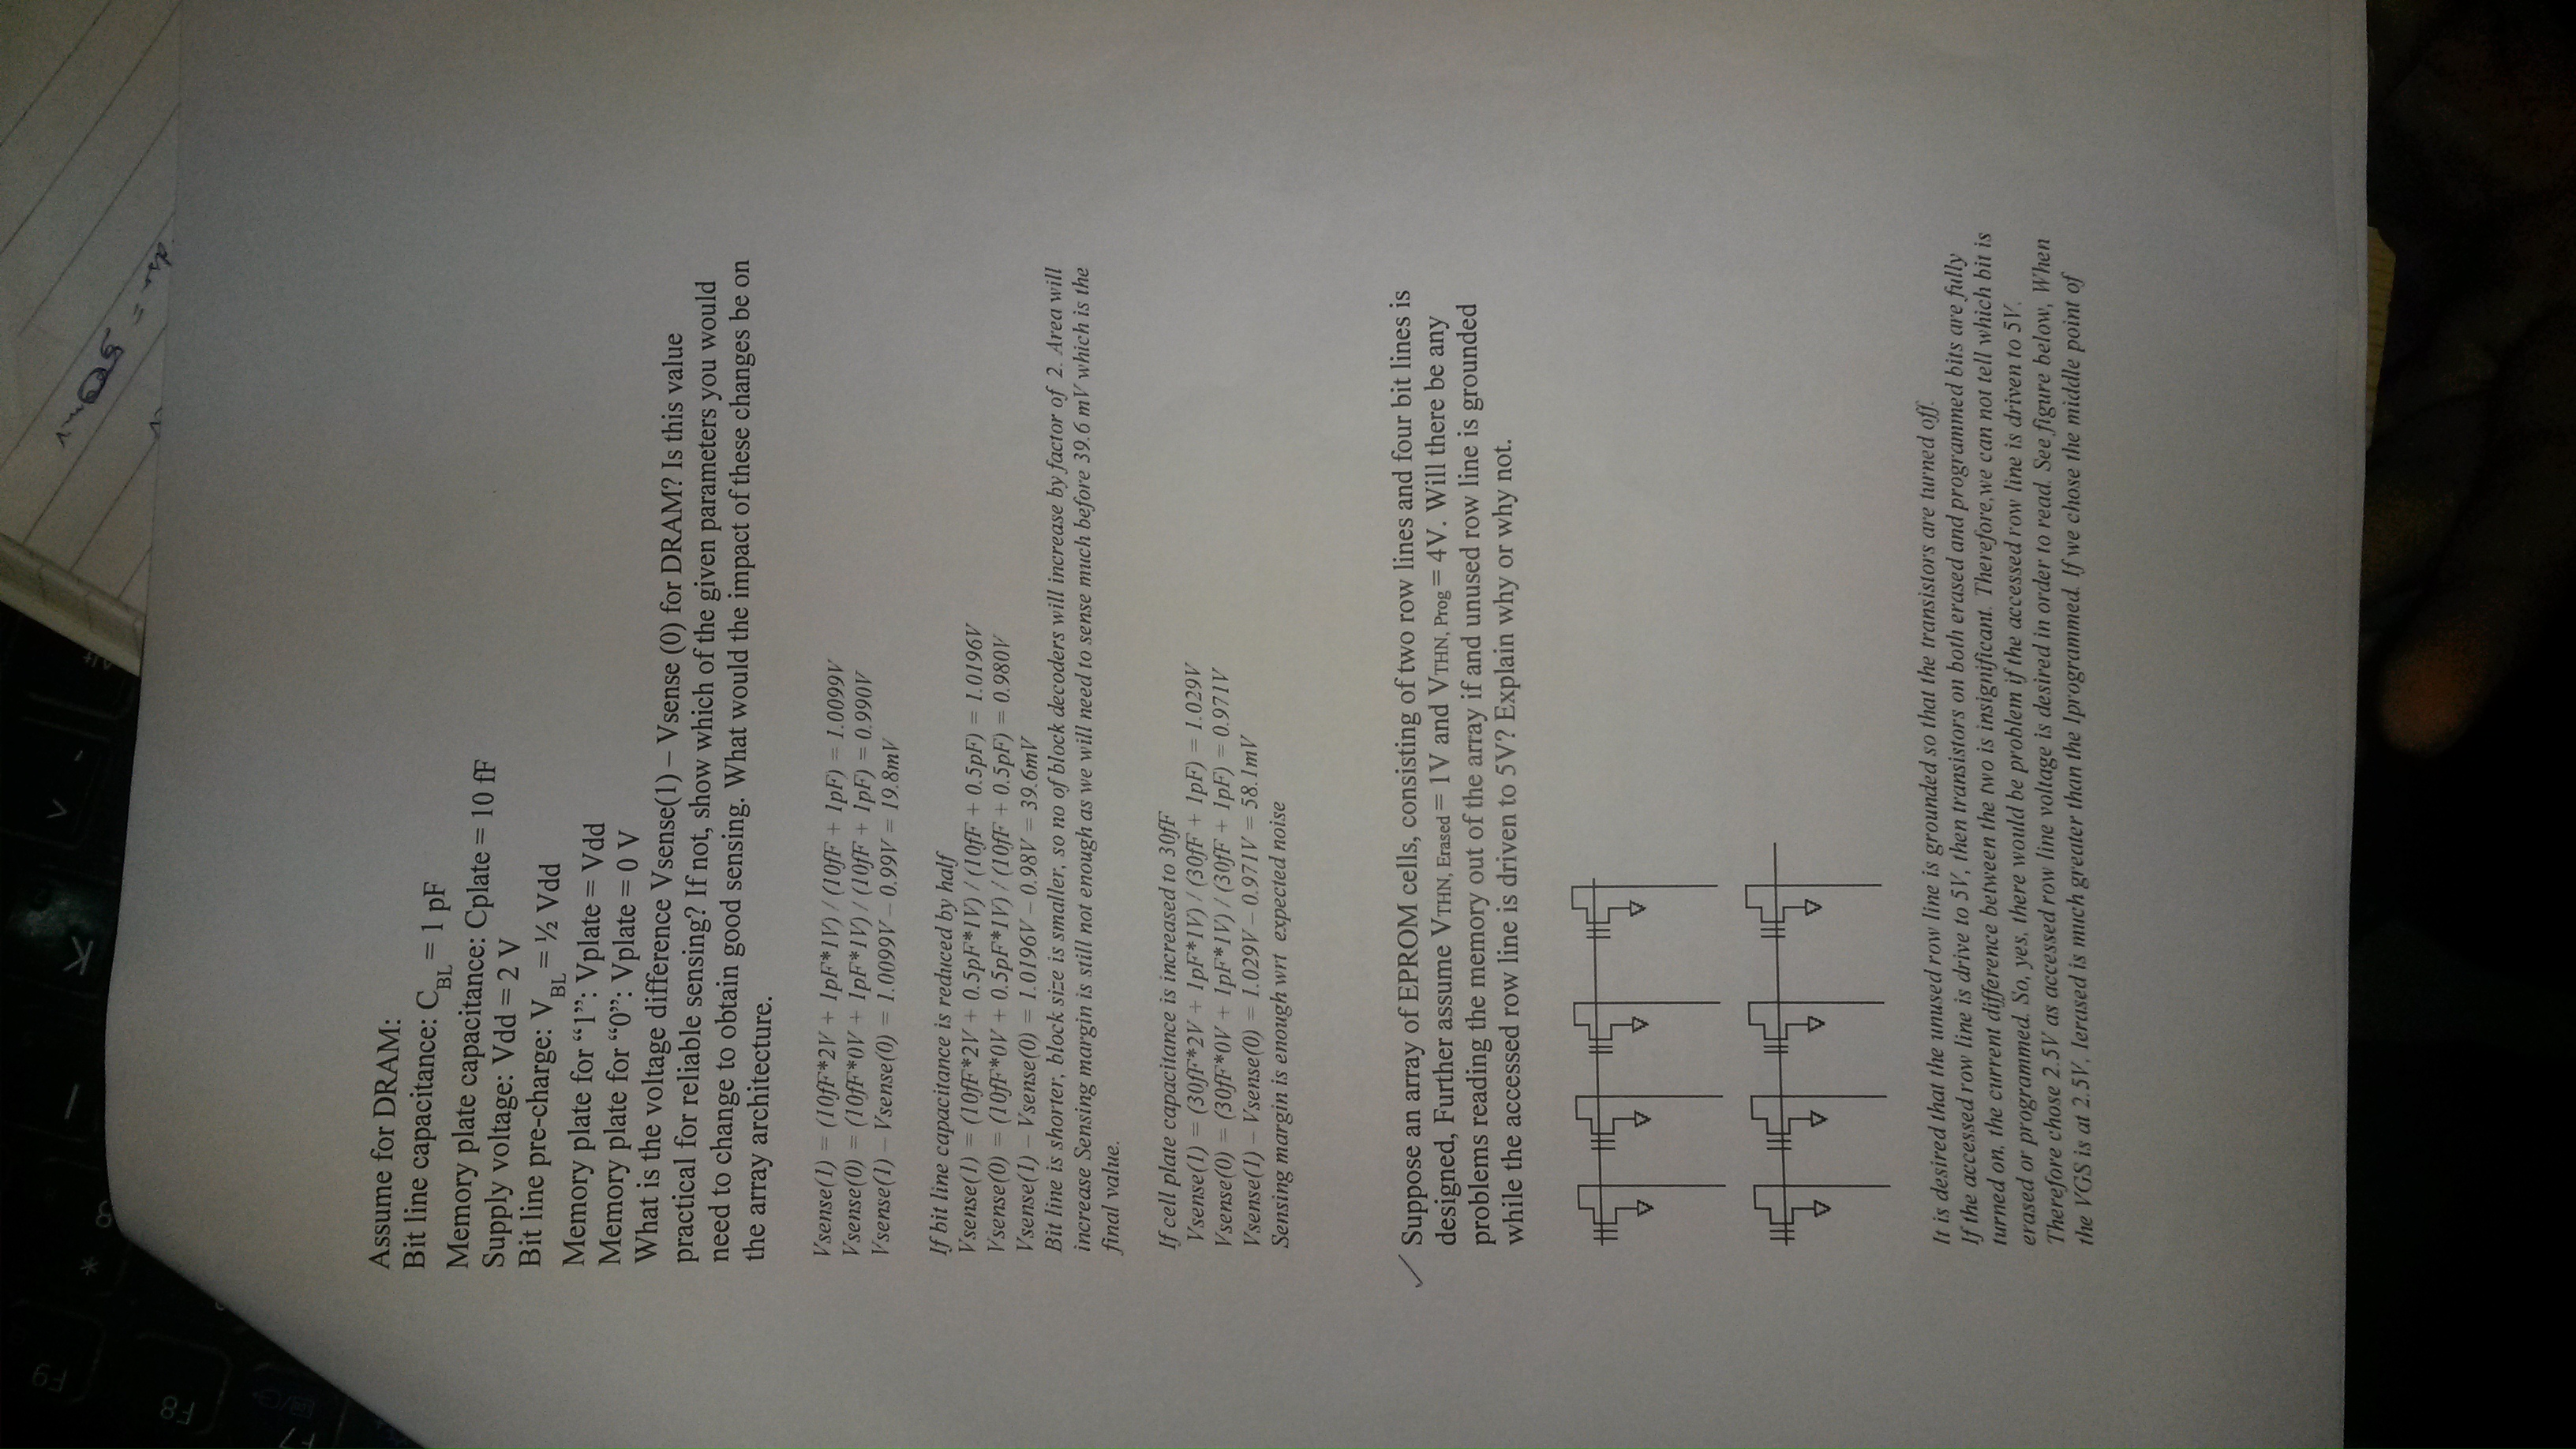 F9
F8
F7
*
8
I
K
<
,
Alt
Assume for DRAM:
Bit line capacitance: CBL = 1 pF
Memory plate capacitance: Cplate = 10 fF
Supply voltage: Vdd = 2 V
Bit line pre-charge: VBL = ½ Vdd
Memory plate for “1”: Vplate = Vdd
Memory plate for “0”: Vplate = 0 V
What is the voltage difference Vsense(1) – Vsense (0) for DRAM? Is this value
practical for reliable sensing? If not, show which of the given parameters you would
need to change to obtain good sensing. What would the impact of these changes be on
the array architecture.
Vsense(1) = (10fF*2V + 1pF*1V) / (10fF + 1pF) = 1.0099V
Vsense(0) = (10fF*0V + 1pF*1V) / (10fF + 1pF) = 0.990V
Vsense(1) – Vsense(0) = 1.0099V – 0.99V = 19.8mV
If bit line capacitance is reduced by half
Vsense(1) = (10fF*2V + 0.5pF*1V) / (10fF + 0.5pF) = 1.0196V
Vsense(0) = (10fF*0V + 0.5pF*1V) / (10fF + 0.5pF) = 0.980V
Vsense(1) – Vsense(0) = 1.0196V – 0.98V = 39.6mV
Bit line is shorter, block size is smaller, so no of block decoders will increase by factor of 2. Area will
increase Sensing margin is still not enough as we will need to sense much before 39.6 mV which is the
final value.
If cell plate capacitance is increased to 30fF
Vsense(1) = (30fF*2V + 1pF*1V) / (30fF + 1pF) = 1.029V
Vsense(0) = (30fF*0V + 1pF*1V) / (30fF + 1pF) = 0.971V
Vsense(1) – Vsense(0) = 1.029V – 0.971V = 58.1mV
Sensing margin is enough wrt expected noise
Suppose an array of EPROM cells, consisting of two row lines and four bit lines is
designed, Further assume VTHN, Erased = 1V and VTHN, Prog = 4V. Will there be any
problems reading the memory out of the array if and unused row line is grounded
while the accessed row line is driven to 5V? Explain why or why not.
It is desired that the unused row line is grounded so that the transistors are turned off.
If the accessed row line is drive to 5V, then transistors on both erased and programmed bits are fully
turned on, the current difference between the two is insignificant. Therefore,we can not tell which bit is
erased or programmed. So, yes, there would be problem if the accessed row line is driven to 5V.
Therefore chose 2.5V as accessed row line voltage is desired in order to read. See figure below, When
the VGS is at 2.5V, Ierased is much greater than the Iprogrammed. If we chose the middle point of